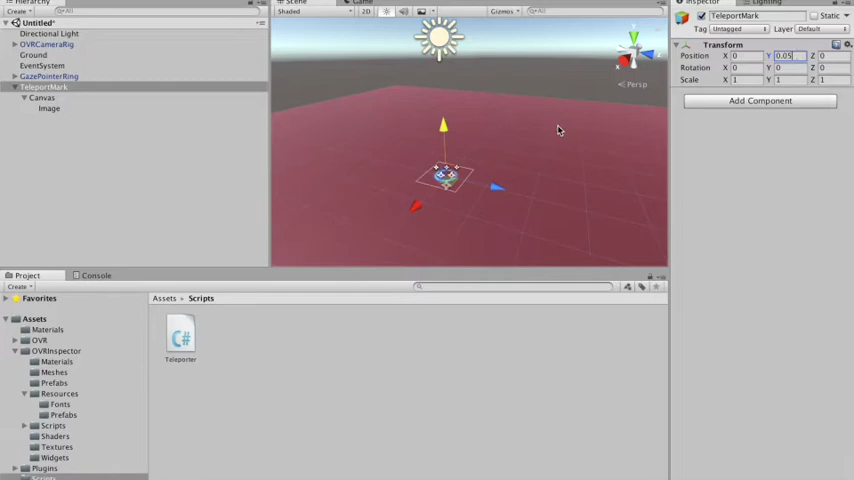 Hierarchy
Create
All
Untitled*
Directional Light
OVRCameraRig
Ground
EventSystem
GazePointerRing
TeleportMark
Canvas
Image
Scene
Game
Shaded
2D
Gizmos
All
Persp
Inspector
Lighting
TeleportMark
Static
Tag Untagged
Layer Default
Transform
Position X 0 Y 0.05 Z 0
Rotation X 0 Y 0 Z 0
Scale X 1 Y 1 Z 1
Add Component
Project
Console
Create
Favorites
Assets
Materials
OVR
OVRInspector
Materials
Meshes
Prefabs
Resources
Fonts
Prefabs
Scripts
Shaders
Textures
Widgets
Plugins
Scripts
Assets Scripts
C#
Teleporter